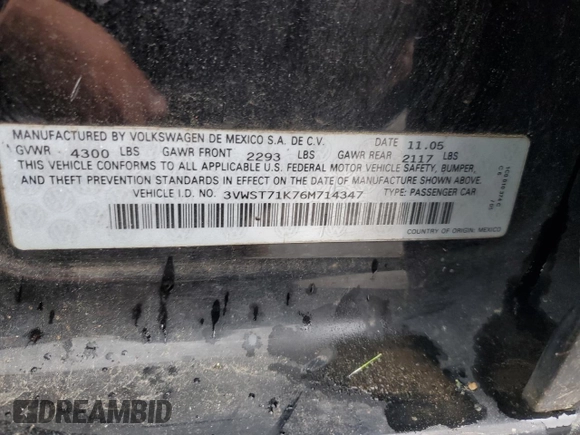 MANUFACTURED BY VOLKSWAGEN DE MEXICO S.A. DE C.V. DATE 11.05
GVWR 4300 LBS GAWR FRONT 2293 LBS GAWR REAR 2117 LBS
THIS VEHICLE CONFORMS TO ALL APPLICABLE U.S. FEDERAL MOTOR VEHICLE SAFETY, BUMPER,
AND THEFT PREVENTION STANDARDS IN EFFECT ON THE DATE OF MANUFACTURE SHOWN ABOVE.
VEHICLE I.D. NO. 3VWST71K76M714347 TYPE: PASSENGER CAR
COUNTRY OF ORIGIN: MEXICO
DREAMBID